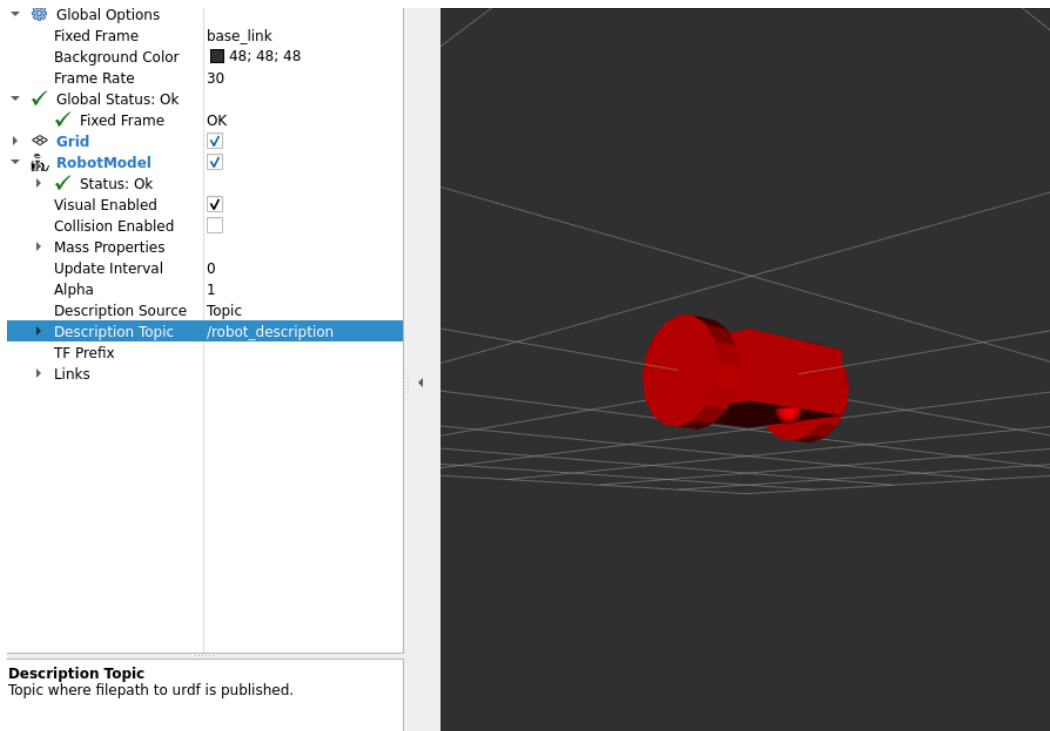 Global Options
Fixed Frame base_link
Background Color 48; 48; 48
Frame Rate 30
Global Status: Ok
Fixed Frame OK
Grid
RobotModel
Status: Ok
Visual Enabled
Collision Enabled
Mass Properties
Update Interval 0
Alpha 1
Description Source Topic
Description Topic /robot_description
TF Prefix
Links
Description Topic
Topic where filepath to urdf is published.